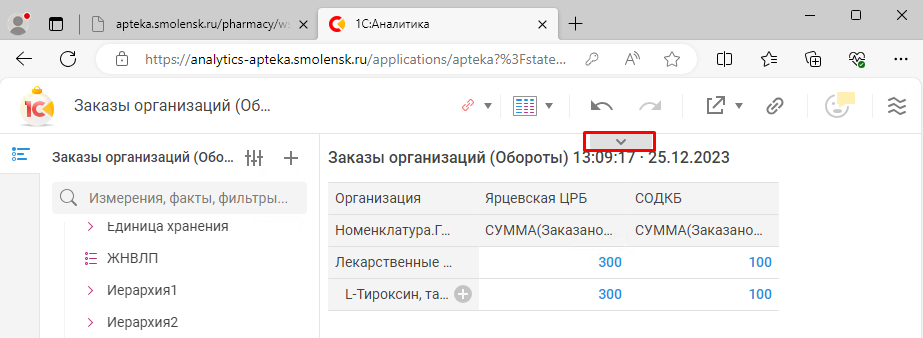 apteka.smolensk.ru/pharmacy/ws
1С:Аналитика
https://analytics-apteka.smolensk.ru/applications/apteka?%3Fstate...
1С
Заказы организаций (Об...
Заказы организаций (Обо...
Измерения, факты, фильтры...
Единица хранения
ЖНВЛП
Иерархия1
Иерархия2
Заказы организаций (Обороты) 13:09:17 · 25.12.2023
Организация Ярцевская ЦРБ СОДКБ
Номенклатура.Г... СУММА(Заказано... СУММА(Заказано...
Лекарственные ... 300 100
L-Тироксин, та... 300 100